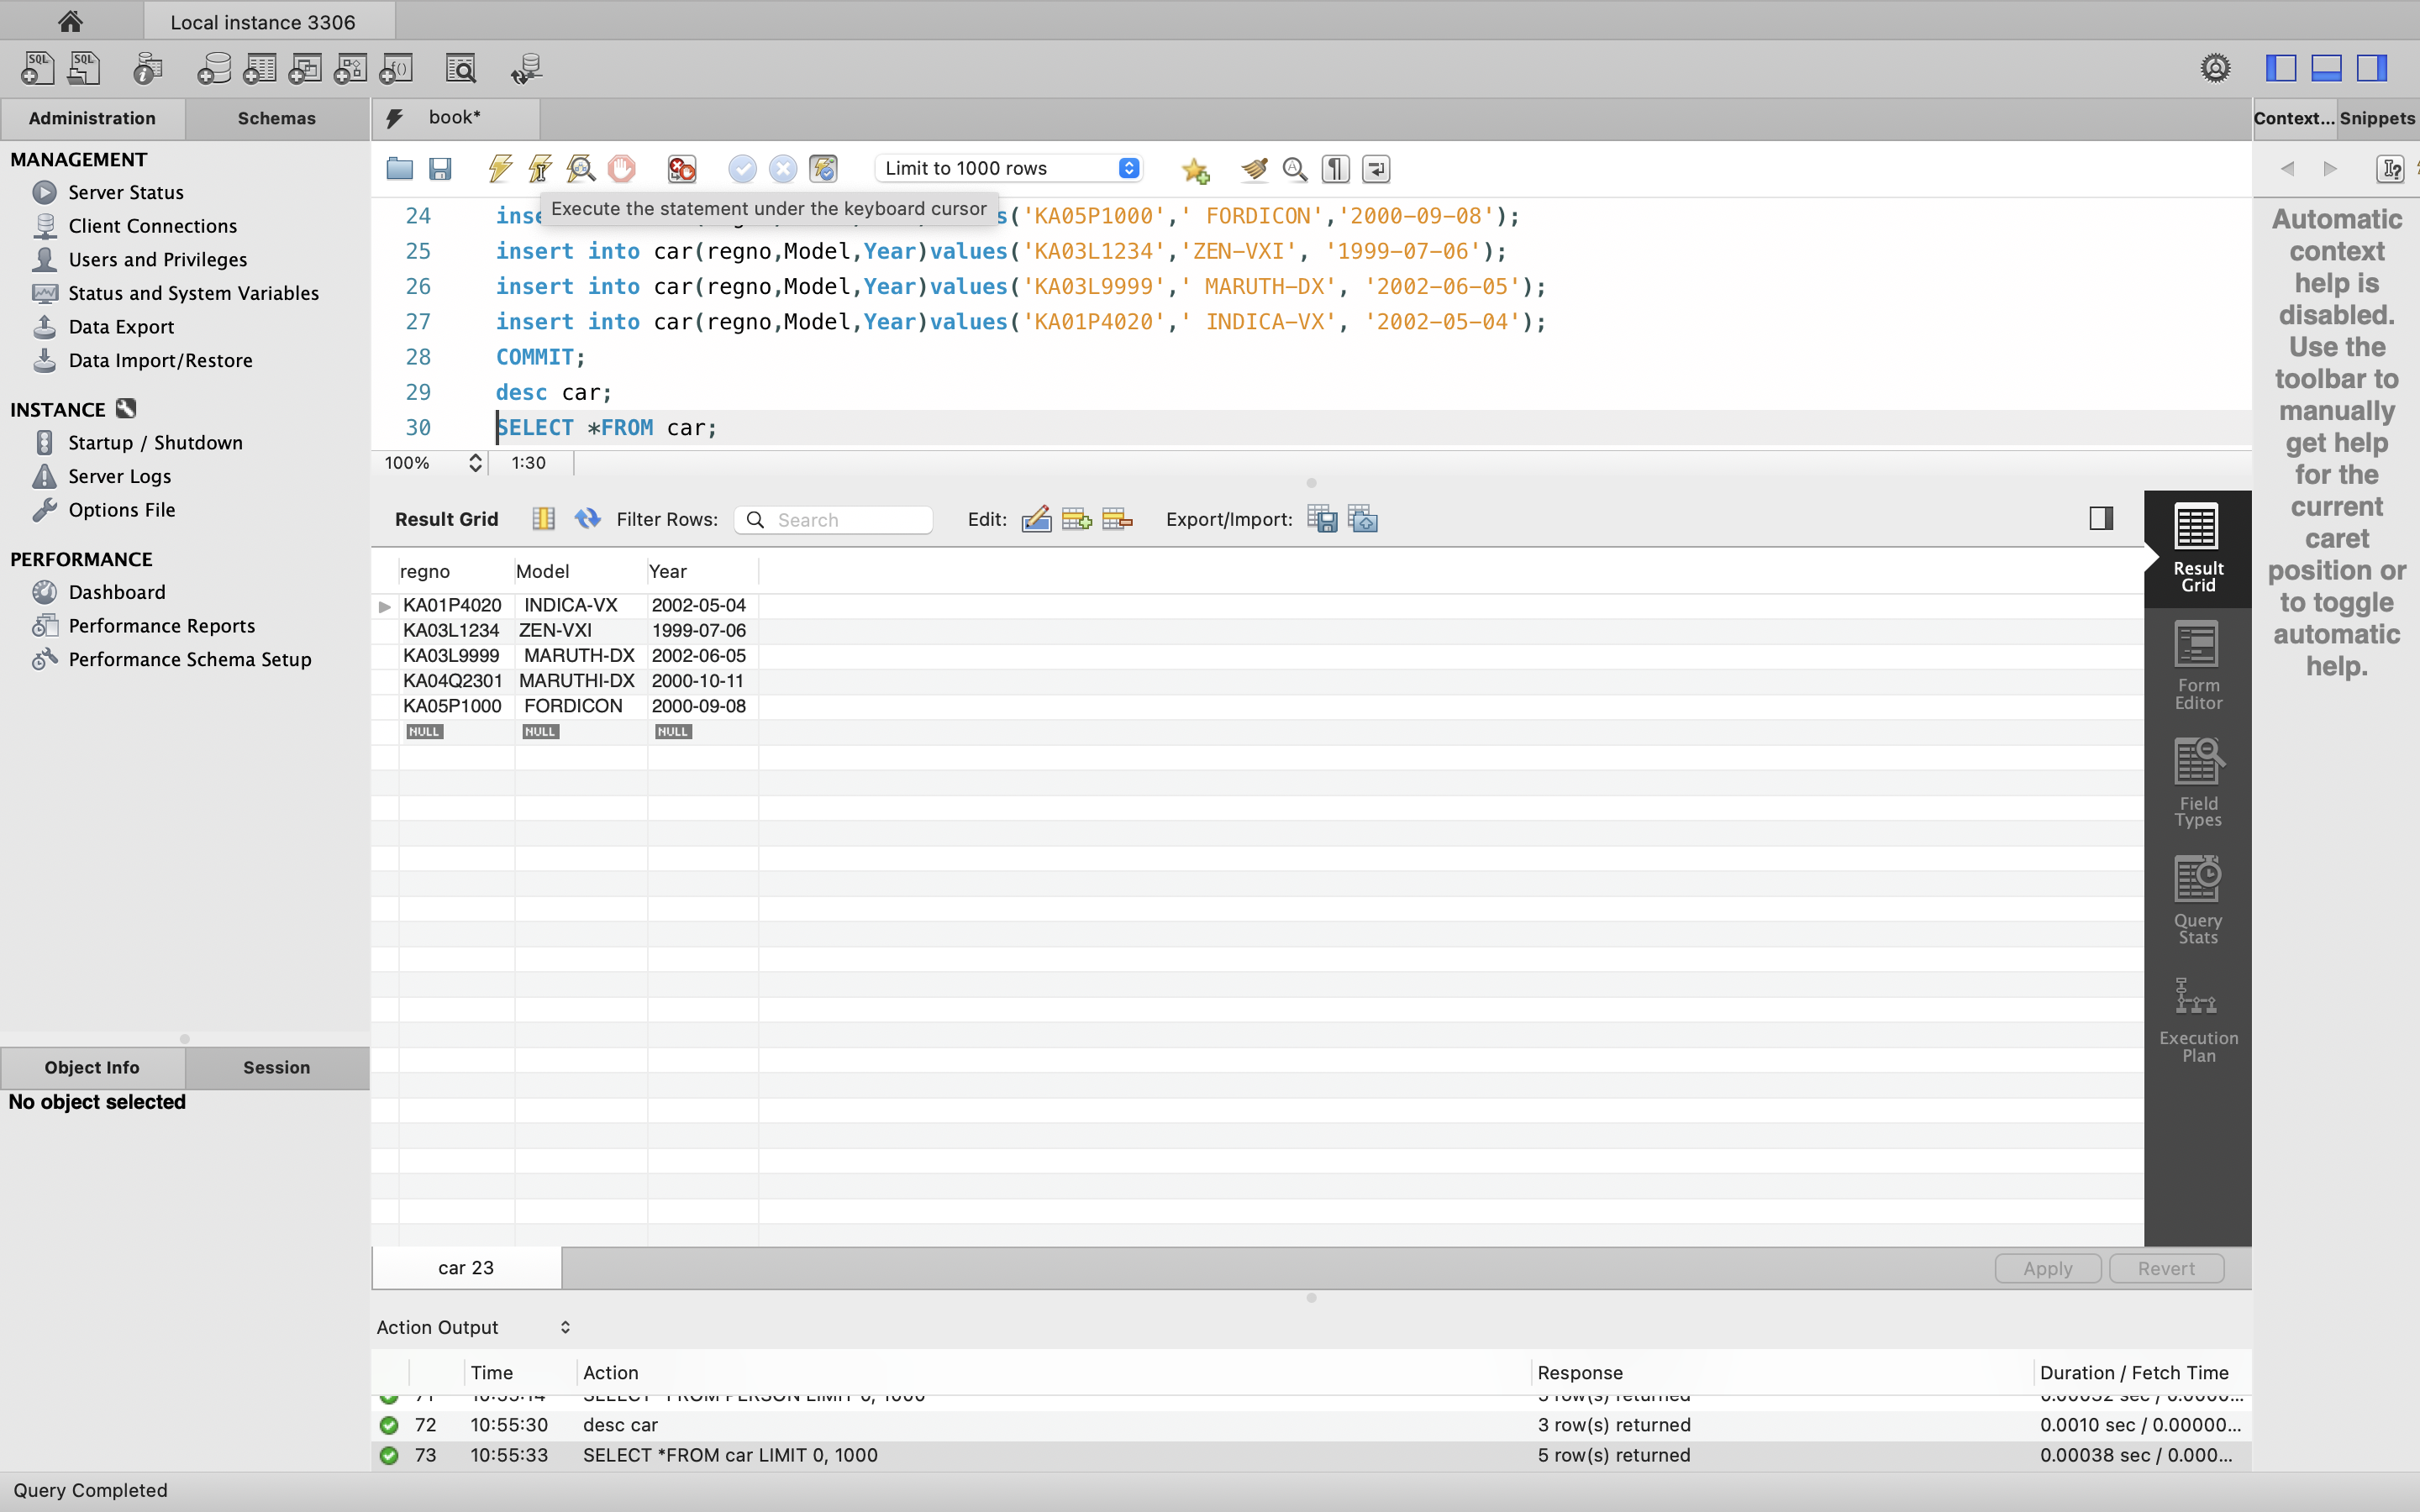 Local instance 3306
Administration Schemas
book*
Context... Snippets
MANAGEMENT
Server Status
Client Connections
Users and Privileges
Status and System Variables
Data Export
Data Import/Restore
INSTANCE
Startup / Shutdown
Server Logs
Options File
PERFORMANCE
Dashboard
Performance Reports
Performance Schema Setup
Object Info Session
No object selected
Limit to 1000 rows
Execute the statement under the keyboard cursor
24 inse s('KA05P1000',' FORDICON','2000-09-08');
25 insert into car(regno,Model,Year)values('KA03L1234','ZEN-VXI', '1999-07-06');
26 insert into car(regno,Model,Year)values('KA03L9999',' MARUTH-DX', '2002-06-05');
27 insert into car(regno,Model,Year)values('KA01P4020',' INDICA-VX', '2002-05-04');
28 COMMIT;
29 desc car;
30 SELECT *FROM car;
100% 1:30
Result Grid Filter Rows: Search Edit: Export/Import:
regno Model Year
KA01P4020 INDICA-VX 2002-05-04
KA03L1234 ZEN-VXI 1999-07-06
KA03L9999 MARUTH-DX 2002-06-05
KA04Q2301 MARUTHI-DX 2000-10-11
KA05P1000 FORDICON 2000-09-08
NULL NULL NULL
Result
Grid
Form
Editor
Field
Types
Query
Stats
Execution
Plan
car 23
Apply Revert
Action Output
Time Action Response Duration / Fetch Time
72 10:55:30 desc car 3 row(s) returned 0.0010 sec / 0.00000...
73 10:55:33 SELECT *FROM car LIMIT 0, 1000 5 row(s) returned 0.00038 sec / 0.000...
Query Completed
Automatic
context
help is
disabled.
Use the
toolbar to
manually
get help
for the
current
caret
position or
to toggle
automatic
help.